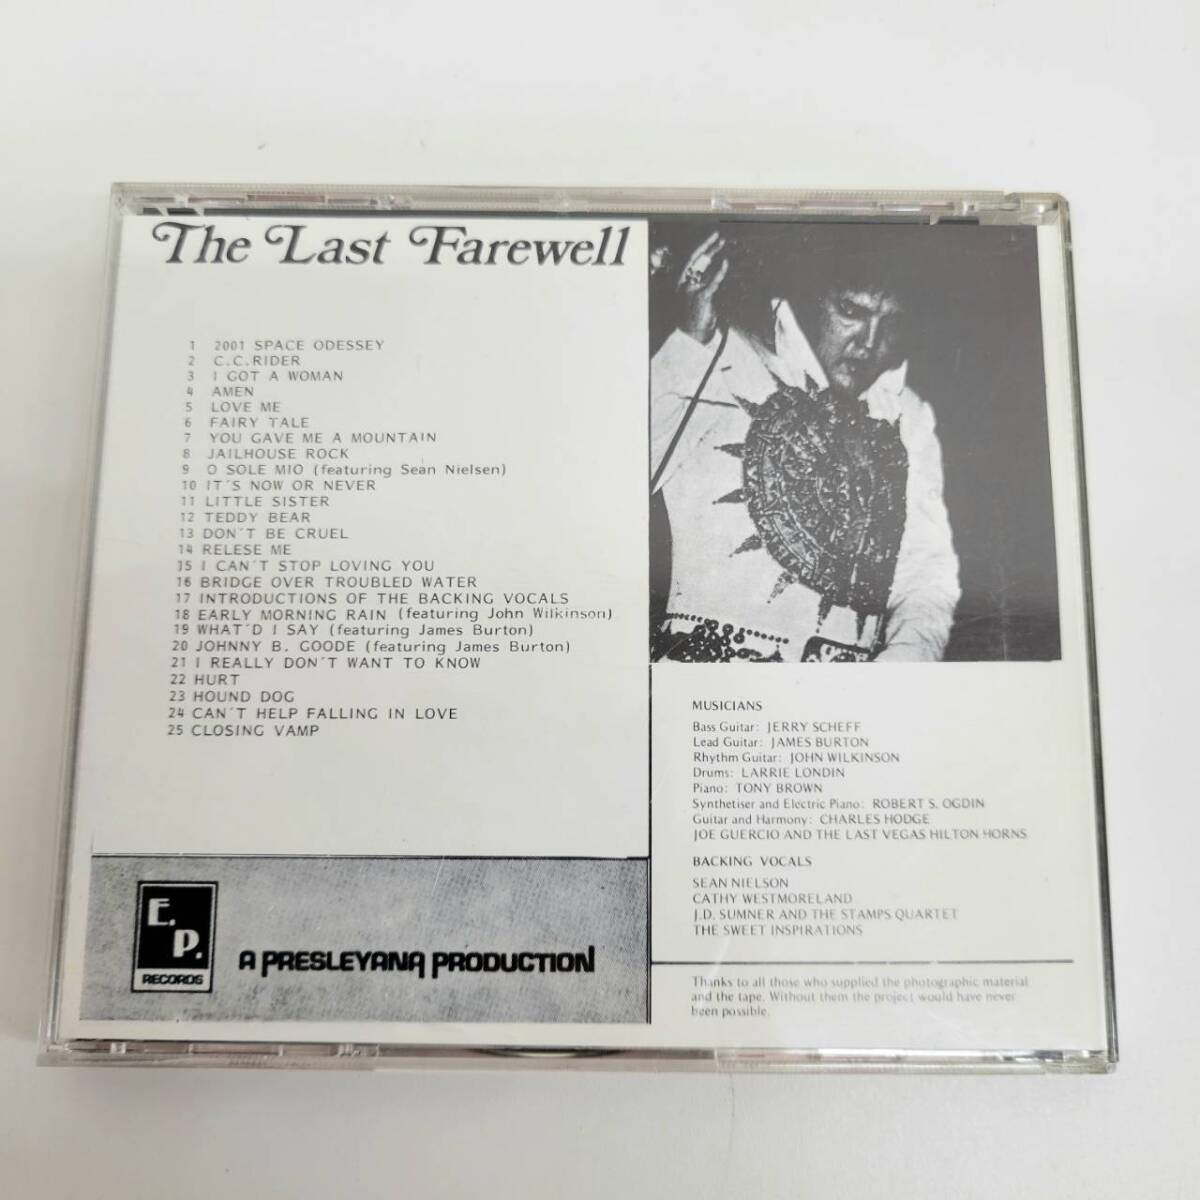 The Last Farewell
1 2001 SPACE ODESSEY
2 C.C.RIDER
3 I GOT A WOMAN
4 AMEN
5 LOVE ME
6 FAIRY TALE
7 YOU GAVE ME A MOUNTAIN
8 JAILHOUSE ROCK
9 O SOLE MIO (featuring Sean Nielsen)
10 IT'S NOW OR NEVER
11 LITTLE SISTER
12 TEDDY BEAR
13 DON'T BE CRUEL
14 RELESE ME
15 I CAN'T STOP LOVING YOU
16 BRIDGE OVER TROUBLED WATER
17 INTRODUCTIONS OF THE BACKING VOCALS
18 EARLY MORNING RAIN (featuring John Wilkinson)
19 WHAT'D I SAY (featuring James Burton)
20 JOHNNY B. GOODE (featuring James Burton)
21 I REALLY DON'T WANT TO KNOW
22 HURT
23 HOUND DOG
24 CAN'T HELP FALLING IN LOVE
25 CLOSING VAMP
E.
P.
RECORDS
A PRESLEYANA PRODUCTION
MUSICIANS
Bass Guitar: JERRY SCHEFF
Lead Guitar: JAMES BURTON
Rhythm Guitar: JOHN WILKINSON
Drums: LARRIE LONDIN
Piano: TONY BROWN
Synthetiser and Electric Piano: ROBERT S. OGDIN
Guitar and Harmony: CHARLES HODGE
JOE GUERCIO AND THE LAST VEGAS HILTON HORNS
BACKING VOCALS
SEAN NIELSON
CATHY WESTMORELAND
J.D. SUMNER AND THE STAMPS QUARTET
THE SWEET INSPIRATIONS
Thanks to all those who supplied the photographic material
and the tape. Without them the project would have never
been possible.